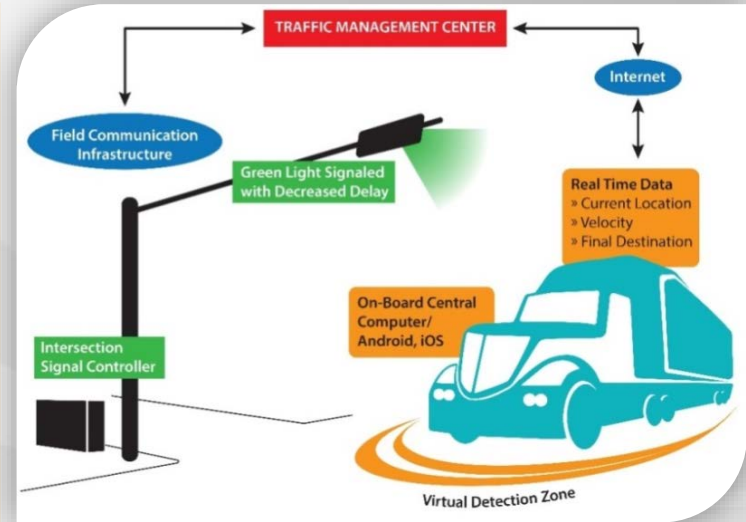 TRAFFIC MANAGEMENT CENTER
Internet
Field Communication
Infrastructure
Green Light Signaled
with Decreased Delay
Real Time Data
» Current Location
» Velocity
» Final Destination
On-Board Central
Computer/
Android, iOS
Intersection
Signal Controller
Virtual Detection Zone